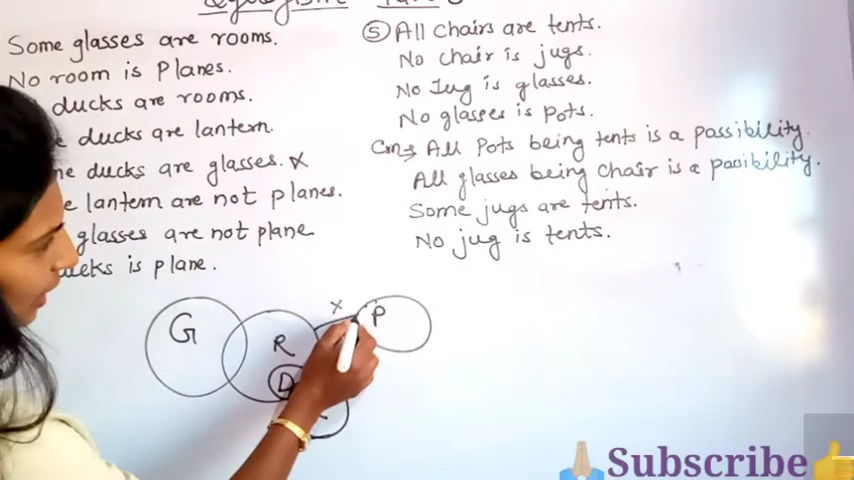 Some glasses are rooms.
No room is Planes.
ducks are rooms.
ducks are lantern.
ducks are glasses. x
lantern are not planes.
glasses are not plane
is plane.
⑤ All chairs are tents.
No chair is jugs.
No Jug is glasses.
No glasses is pots.
All Pots being tents is a possibility.
All glasses being Chair is a possibility.
Some jugs are tents.
No jug is tents.
G
R
D
x
P
Subscribe